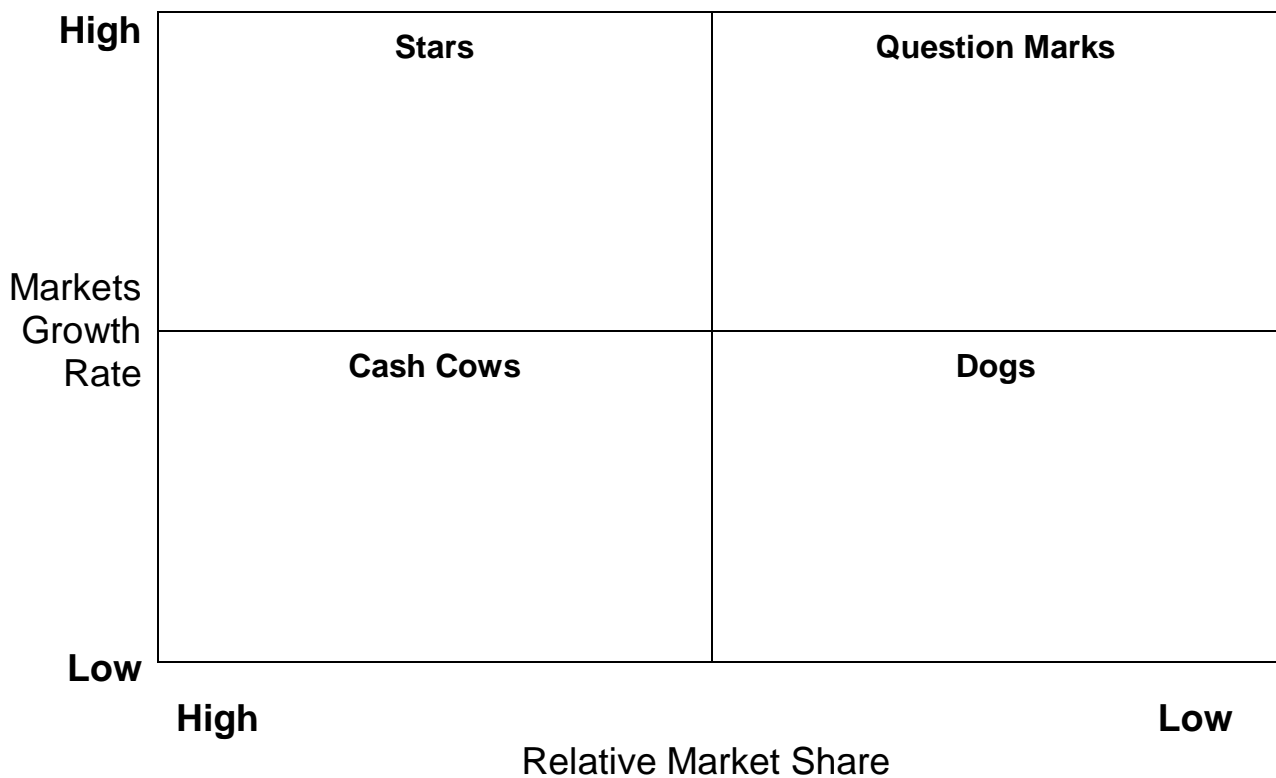 High
Stars
Question Marks
Markets
Growth
Rate
Cash Cows
Dogs
Low
High
Low
Relative Market Share